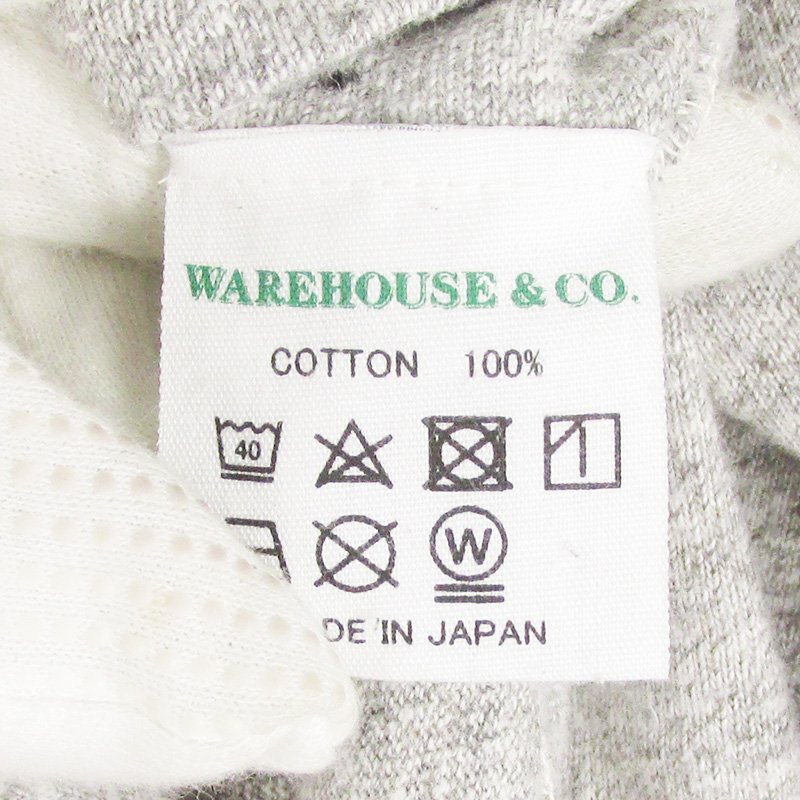 WAREHOUSE & CO.
COTTON 100%
40
W
DE IN JAPAN